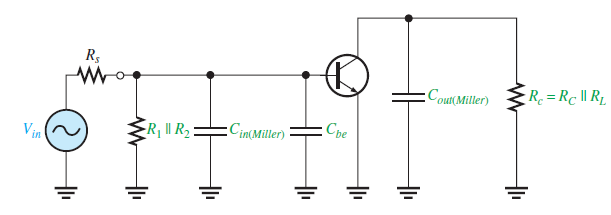 R_s
V_in
R_1 || R_2
C_in(Miller)
C_be
C_out(Miller)
R_c = R_C || R_L